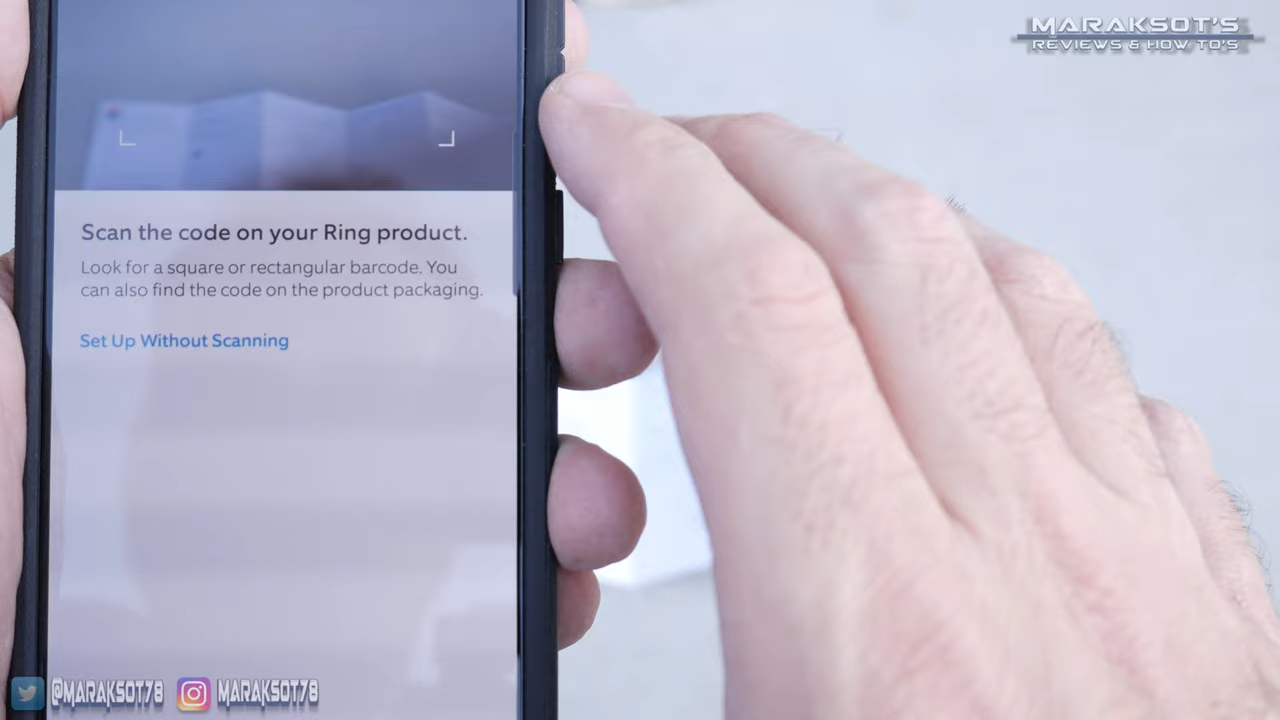 MARAKSOT'S
REVIEWS & HOW TO'S
Scan the code on your Ring product.
Look for a square or rectangular barcode. You
can also find the code on the product packaging.
Set Up Without Scanning
@MARAKSOT78 MARAKSOT78